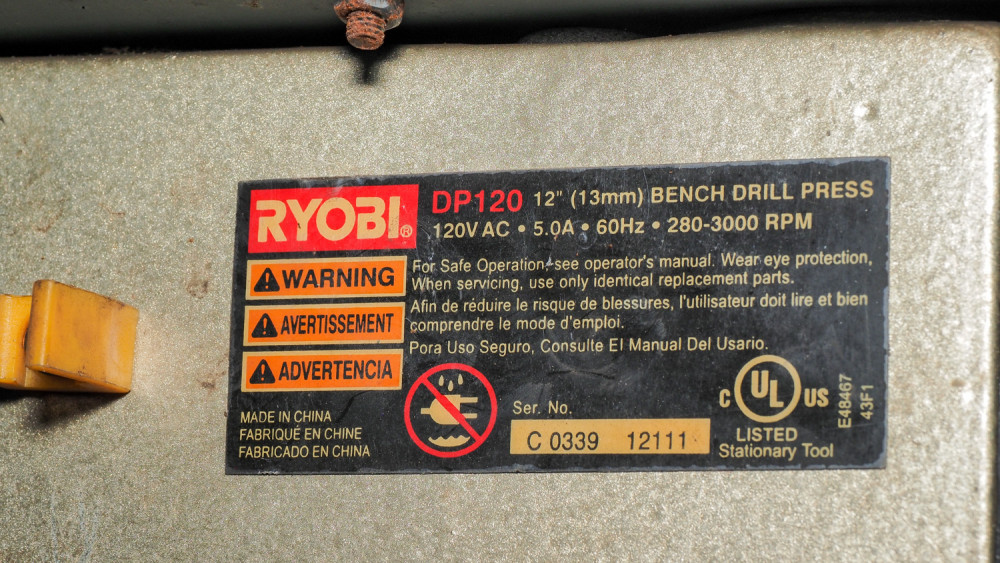 RYOBI®
DP120 12" (13mm) BENCH DRILL PRESS
120V AC • 5.0A • 60Hz • 280-3000 RPM
WARNING
For Safe Operation, see operator's manual. Wear eye protection,
When servicing, use only identical replacement parts.
AVERTISSEMENT
Afin de réduire le risque de blessures, l'utilisateur doit lire et bien
comprendre le mode d'emploi.
ADVERTENCIA
Pora Uso Seguro, Consulte El Manual Del Usario.
MADE IN CHINA
FABRIQUÉ EN CHINE
FABRICADO EN CHINA
Ser. No.
C 0339 12111
C UL US
LISTED
Stationary Tool
E48467
43F1